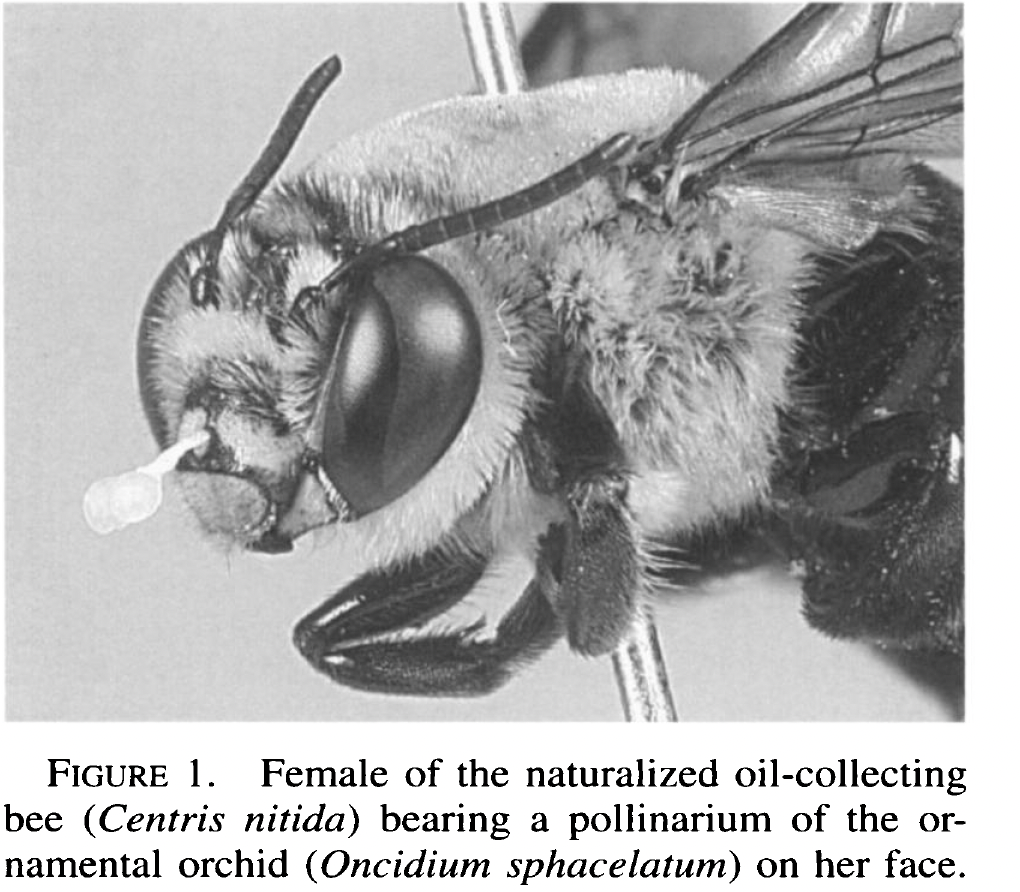 FIGURE 1. Female of the naturalized oil-collecting
bee (Centris nitida) bearing a pollinarium of the or-
namental orchid (Oncidium sphacelatum) on her face.